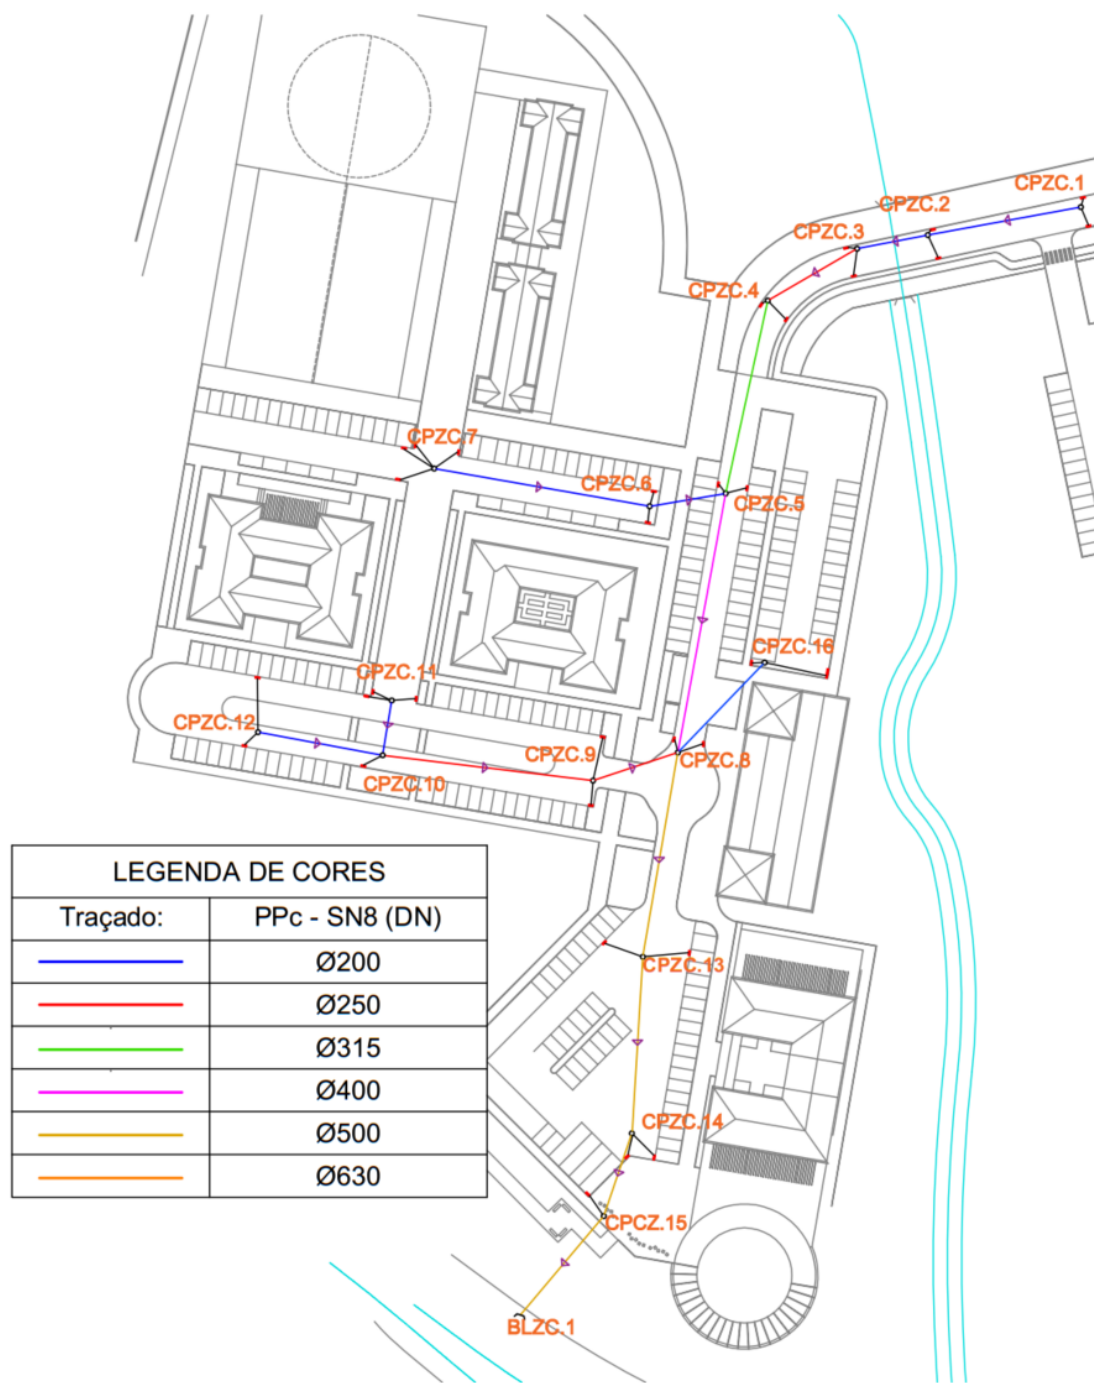 CPZC.1
CPZC.2
CPZC.3
CPZC.4
CPZC.7
CPZC.6
CPZC.5
CPZC.16
CPZC.11
CPZC.12
CPZC.9
CPZC.8
CPZC.10
LEGENDA DE CORES
Traçado: PPc - SN8 (DN)
Ø200
Ø250
Ø315
Ø400
Ø500
Ø630
CPZC.13
CPZC.14
CPCZ.15
BLZC.1